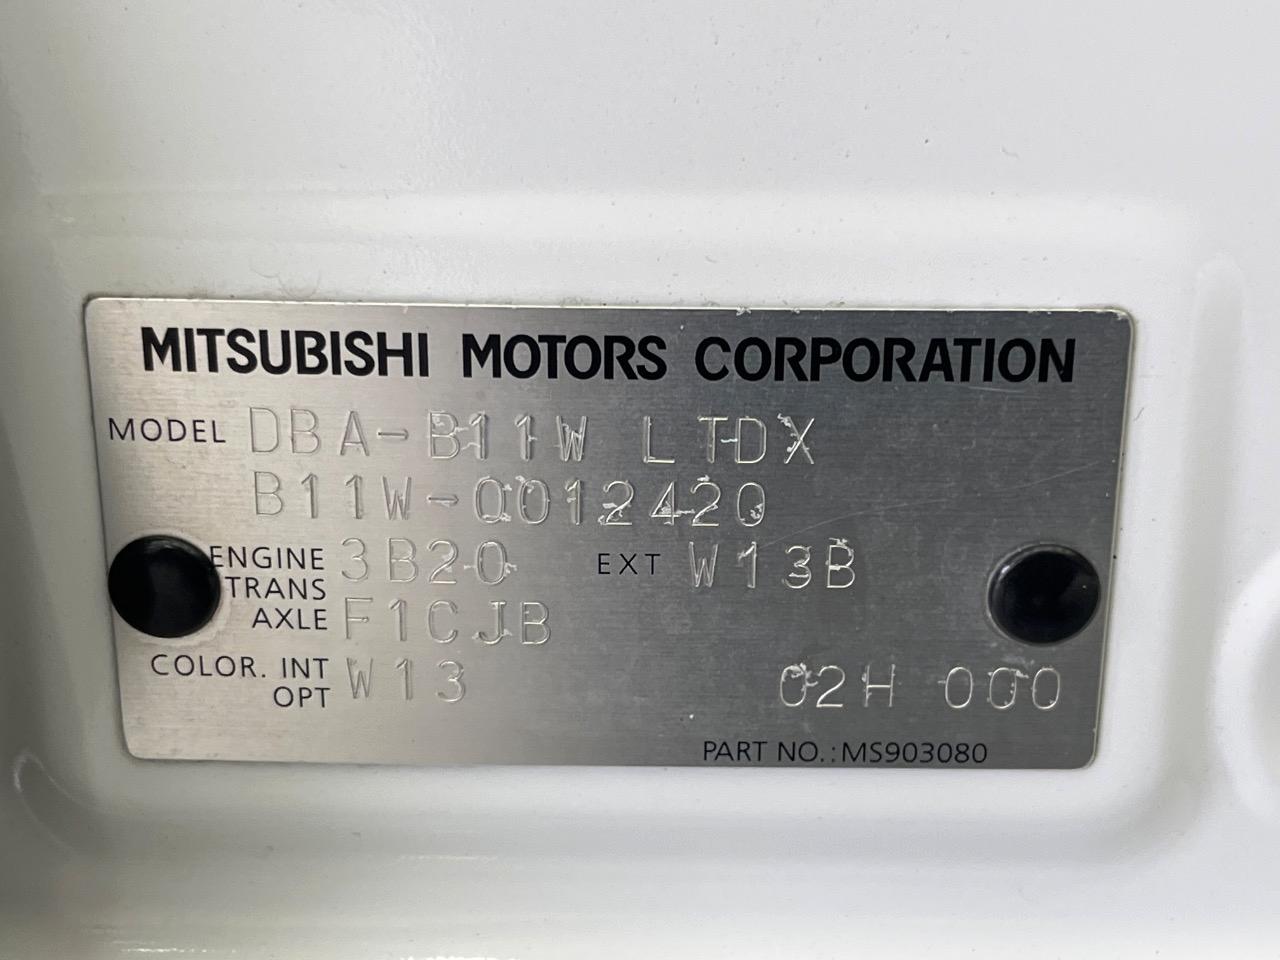 MITSUBISHI MOTORS CORPORATION
MODEL DBA-B11W LTDX
B11W-0012420
ENGINE 3B20 EXT W13B
TRANS
AXLE F1CJB
COLOR. INT W13
OPT 02H 000
PART NO.:MS903080